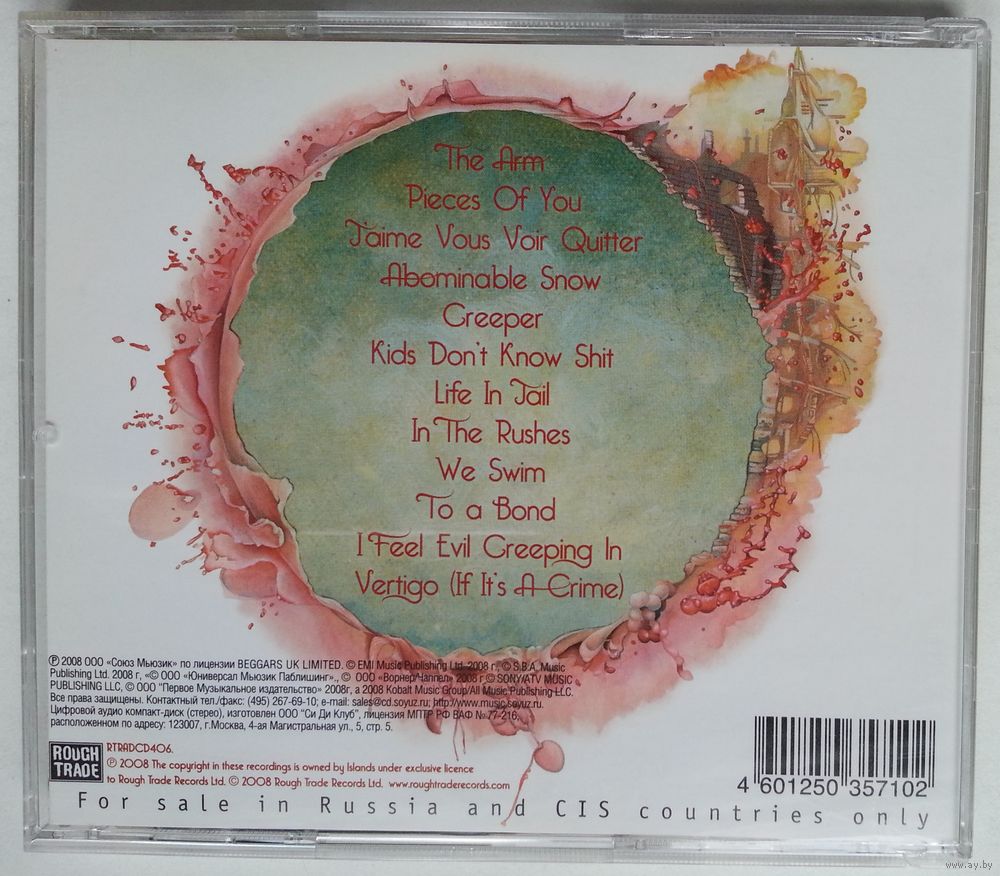 The Arm
Pieces Of You
J'aime Vous Voir Quitter
Abominable Snow
Creeper
Kids Don't Know Shit
Life In Jail
In The Rushes
We Swim
To a Bond
I Feel Evil Creeping In
Vertigo (If It's A Crime)
℗ 2008 ООО «Союз Мьюзик» по лицензии BEGGARS UK LIMITED. © EMI Music Publishing Ltd. 2008 г., © S.B.A. Music
Publishing Ltd. 2008 г, «© ООО «Юниверсал Мьюзик Паблишинг»., © ООО «Ворнер/Чаппел» 2008 г.© SONY/ATV MUSIC
PUBLISHING LLC, © ООО "Первое Музыкальное издательство" 2008г, а 2008 Kobalt Music Group/All Music Publishing LLC.
Все права защищены. Контактный тел./факс: (495) 267-69-10; e-mail: sales@cd.soyuz.ru; http://www.music.soyuz.ru.
Цифровой аудио компакт-диск (стерео), изготовлен ООО "Си Ди Клуб", лицензия МПТР РФ ВАФ № 77-216,
расположенном по адресу: 123007, г.Москва, 4-ая Магистральная ул., 5, стр. 5.
ROUGH
TRADE
RTRADCD406.
℗ 2008 The copyright in these recordings is owned by Islands under exclusive licence
to Rough Trade Records Ltd. © 2008 Rough Trade Records Ltd. www.roughtraderecords.com
4 601250 357102
For sale in Russia and CIS countries only
www.ay.by